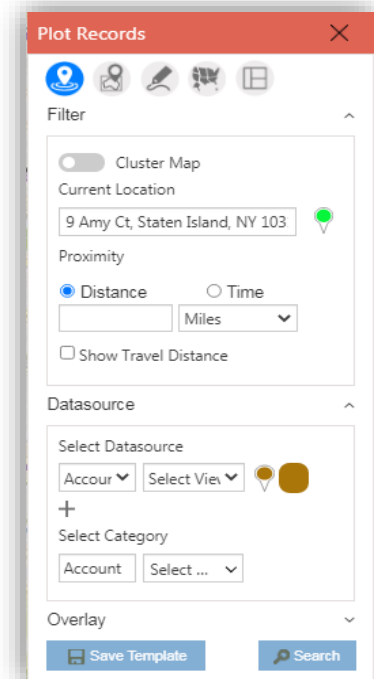 Plot Records
Filter
Cluster Map
Current Location
9 Amy Ct, Staten Island, NY 103
Proximity
Distance Time
Miles
Show Travel Distance
Datasource
Select Datasource
Accour Select View
Select Category
Account Select ...
Overlay
Save Template Search